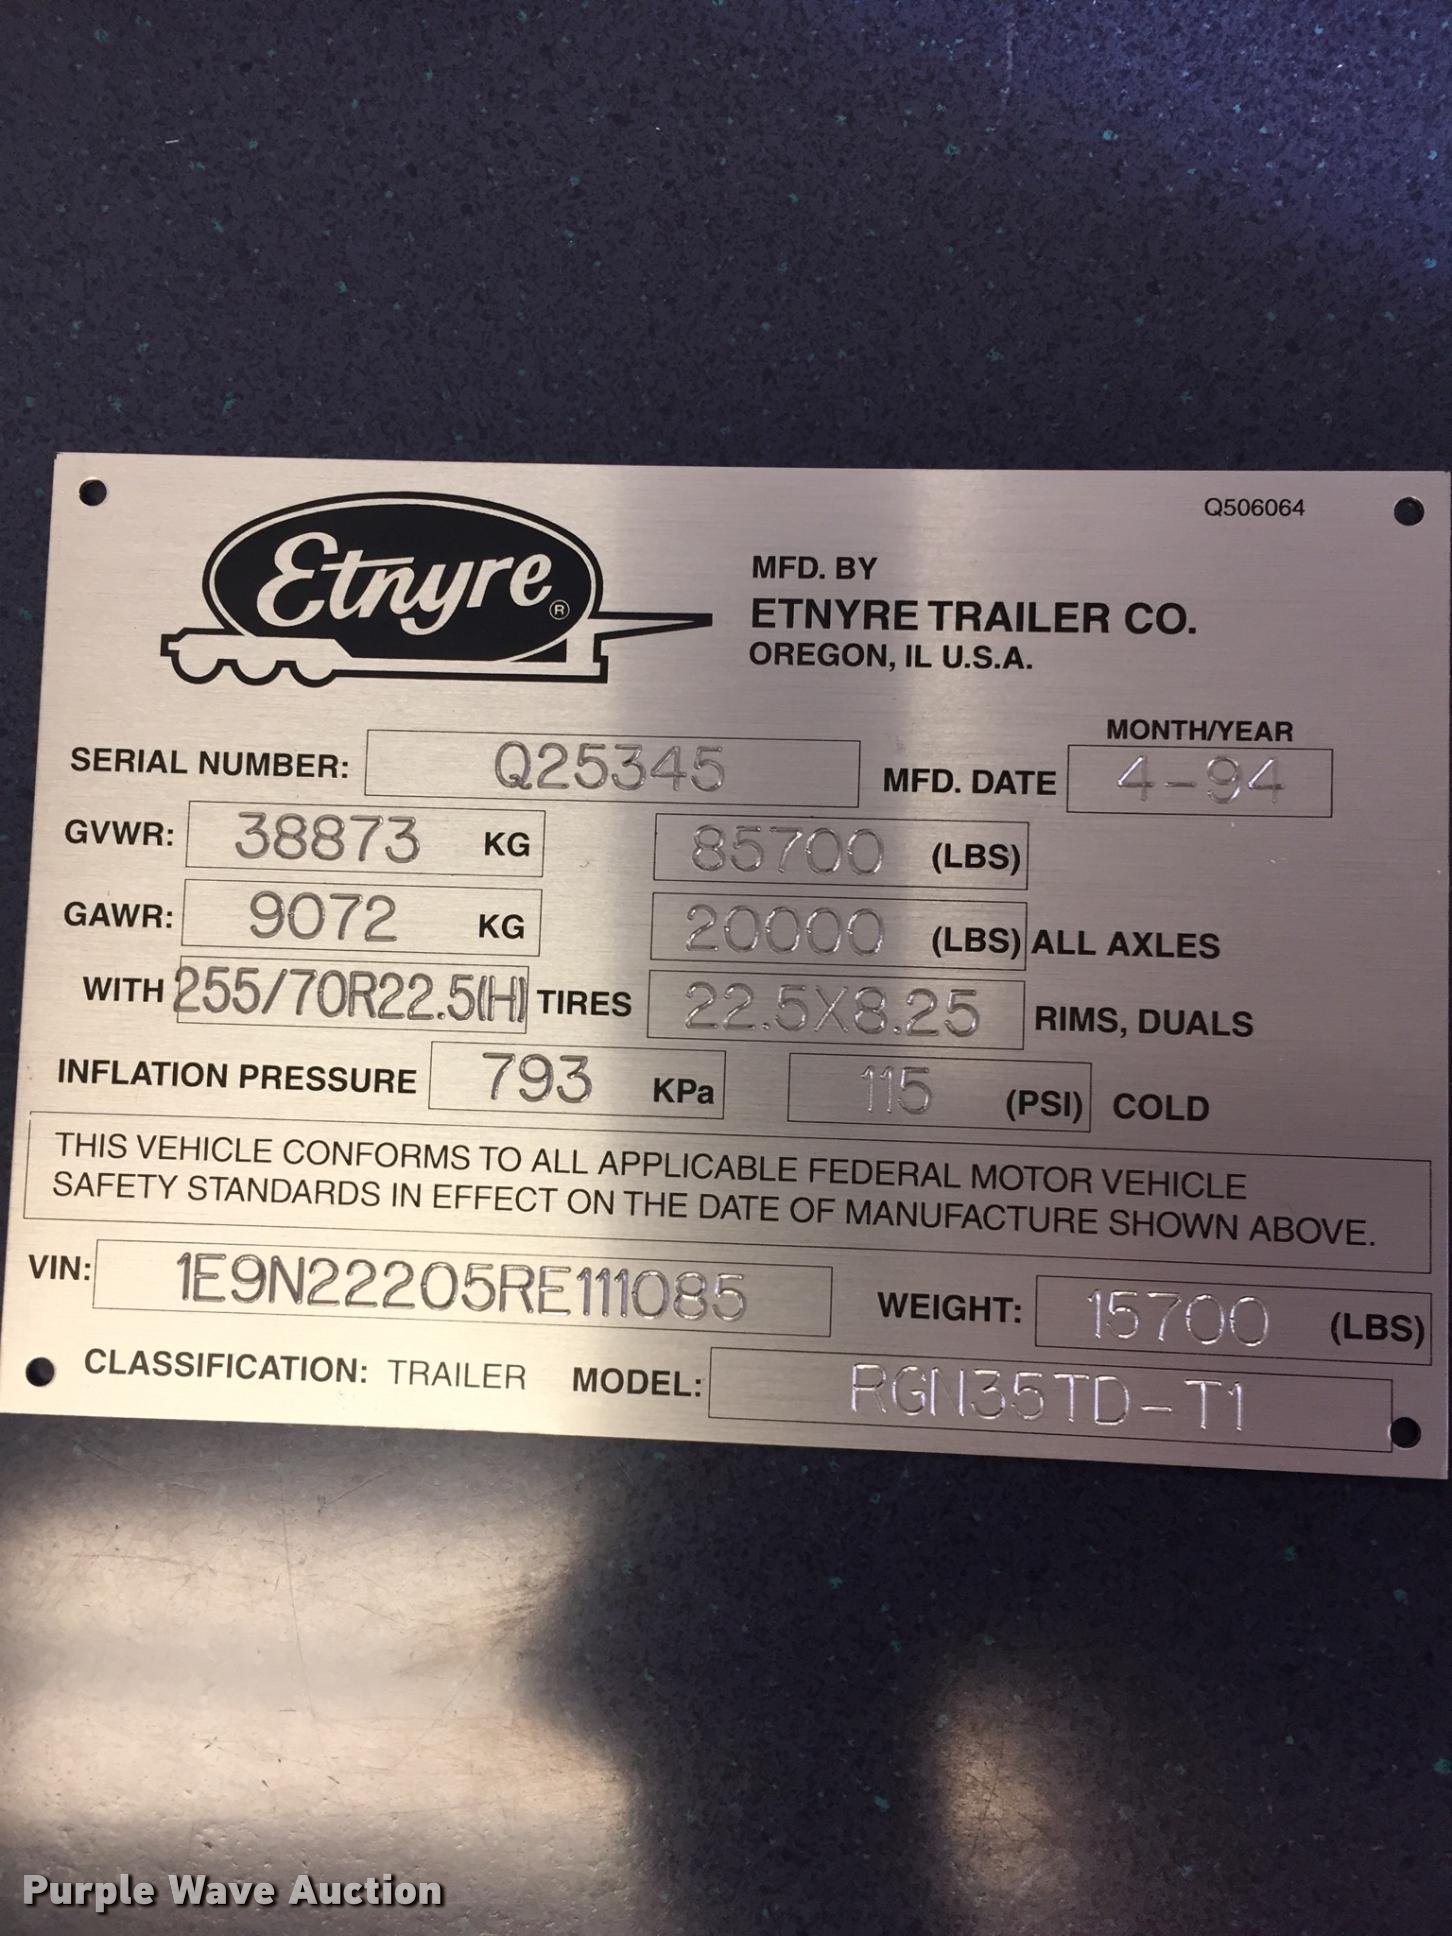 Q506064
Etnyre ®
MFD. BY
ETNYRE TRAILER CO.
OREGON, IL U.S.A.
MONTH/YEAR
SERIAL NUMBER: Q25345 MFD. DATE 4-94
GVWR: 38873 KG 85700 (LBS)
GAWR: 9072 KG 20000 (LBS) ALL AXLES
WITH 255/70R22.5(H) TIRES 22.5X8.25 RIMS, DUALS
INFLATION PRESSURE 793 KPa 115 (PSI) COLD
THIS VEHICLE CONFORMS TO ALL APPLICABLE FEDERAL MOTOR VEHICLE
SAFETY STANDARDS IN EFFECT ON THE DATE OF MANUFACTURE SHOWN ABOVE.
VIN: 1E9N22205RE111085 WEIGHT: 15700 (LBS)
CLASSIFICATION: TRAILER MODEL: RGN35TD-T1
Purple Wave Auction